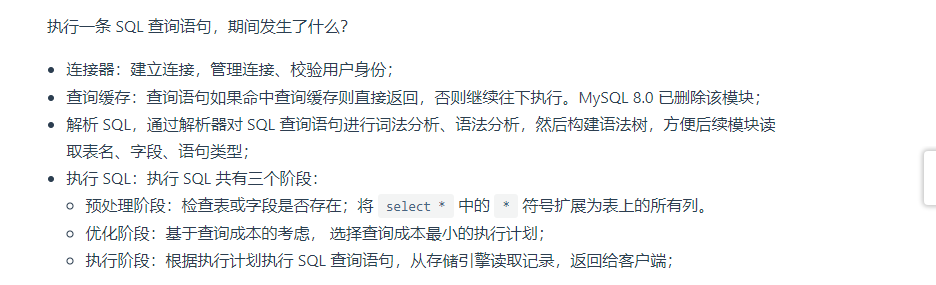 执行一条 SQL 查询语句，期间发生了什么？
连接器：建立连接，管理连接、校验用户身份；
查询缓存：查询语句如果命中查询缓存则直接返回，否则继续往下执行。MySQL 8.0 已删除该模块；
解析 SQL，通过解析器对 SQL 查询语句进行词法分析、语法分析，然后构建语法树，方便后续模块读
取表名、字段、语句类型；
执行 SQL：执行 SQL 共有三个阶段：
预处理阶段：检查表或字段是否存在；将 select * 中的 * 符号扩展为表上的所有列。
优化阶段：基于查询成本的考虑， 选择查询成本最小的执行计划；
执行阶段：根据执行计划执行 SQL 查询语句，从存储引擎读取记录，返回给客户端；